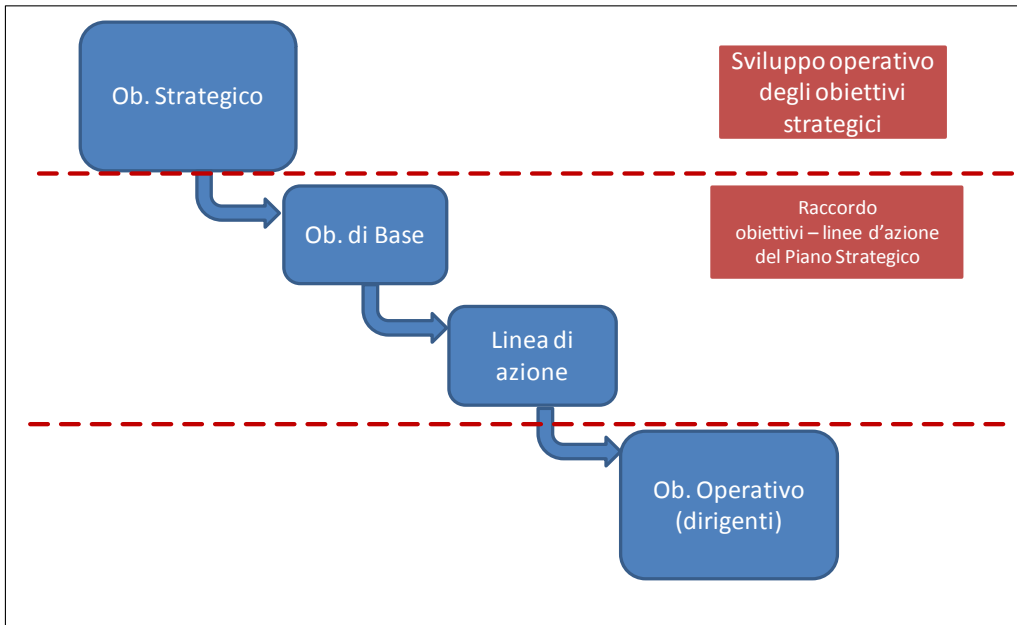 Ob. Strategico
Sviluppo operativo
degli obiettivi
strategici
Ob. di Base
Raccordo
obiettivi – linee d’azione
del Piano Strategico
Linea di
azione
Ob. Operativo
(dirigenti)